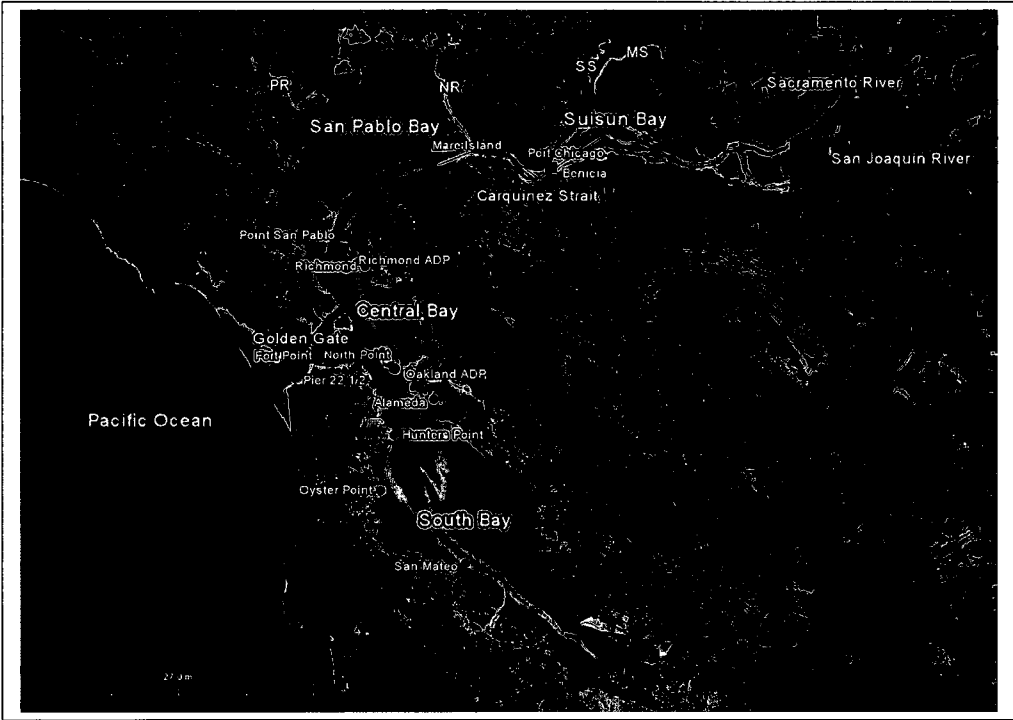 MS
SS
PR
NR
Sacramento River
San Pablo Bay
Suisun Bay
Mare Island
Port Chicago
San Joaquin River
Benicia
Carquinez Strait
Point San Pablo
Richmond ADP
Richmond
Central Bay
Golden Gate
Fort Point
North Point
Oakland ADP
Pier 22 1/2
Alameda
Pacific Ocean
Hunters Point
Oyster Point
South Bay
San Mateo